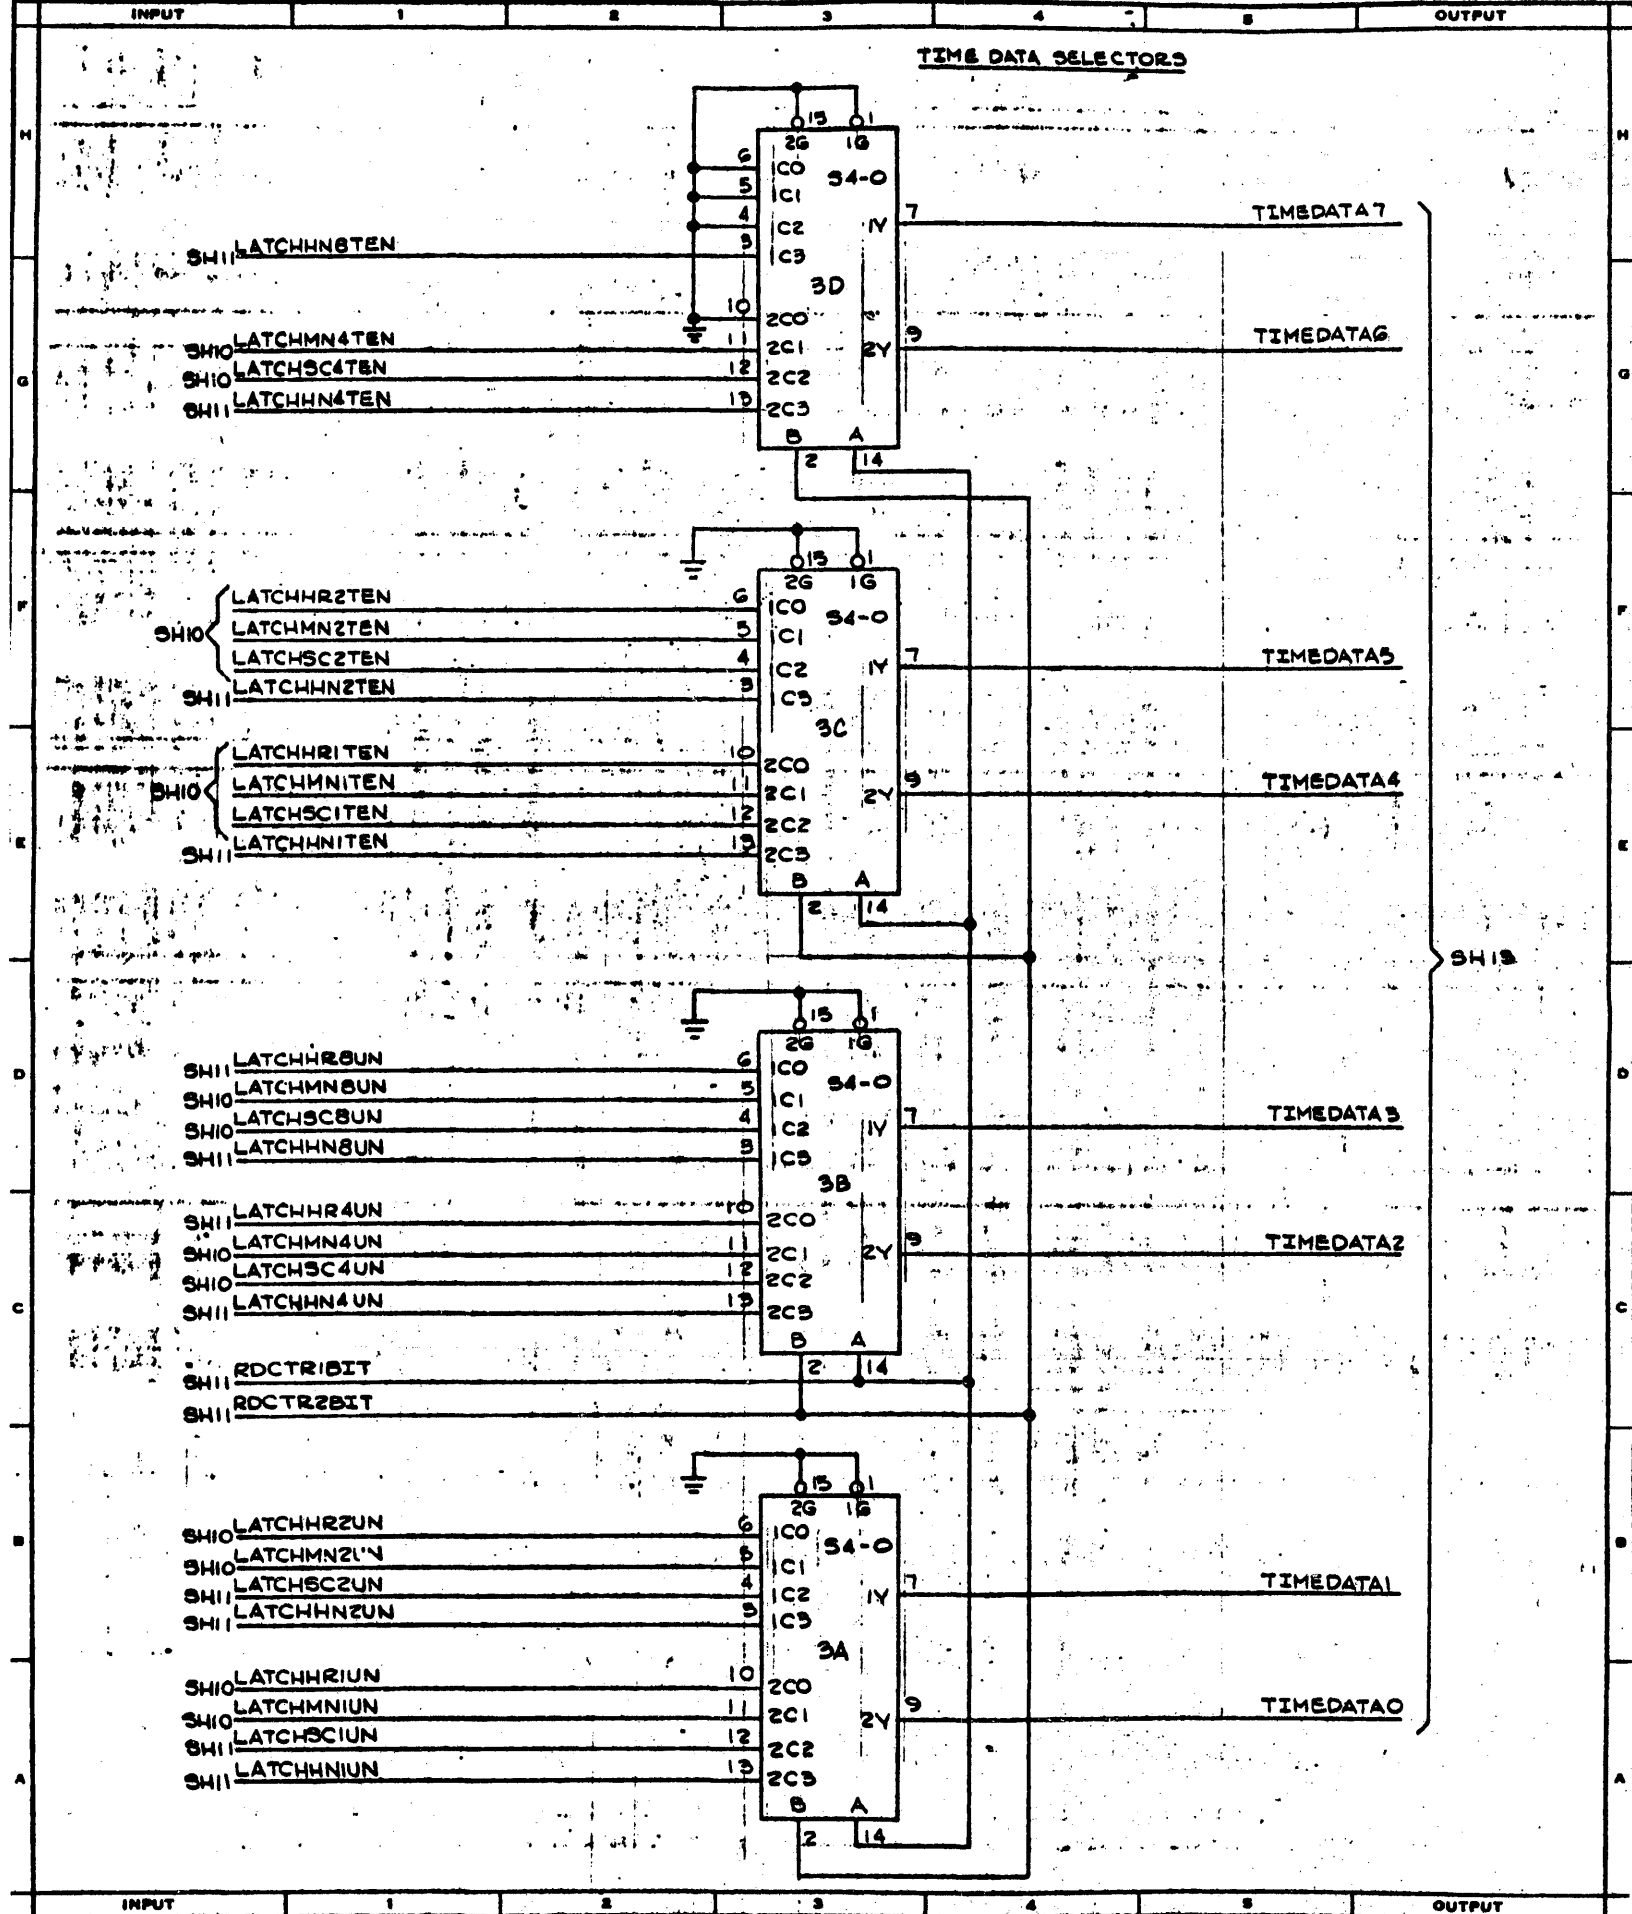 INPUT 1 2 3 4 5 OUTPUT
TIME DATA SELECTORS
H H
15 1
2G 1G
6 1C0 54-0
5 1C1
4 1C2 1Y 7 TIMEDATA7
SH11 LATCHHN8TEN 3 1C3
3D
10 2C0
SH10 LATCHMN4TEN 11 2C1 2Y 9 TIMEDATA6
SH10 LATCHSC4TEN 12 2C2
G G
SH11 LATCHHN4TEN 13 2C3
B A
2 14
15 1
2G 1G
F F
LATCHHR2TEN 6 1C0 54-0
SH10 LATCHMN2TEN 5 1C1
LATCHSC2TEN 4 1C2 1Y 7 TIMEDATA5
SH11 LATCHHN2TEN 3 1C3
3C
LATCHHR1TEN 10 2C0
SH10 LATCHMN1TEN 11 2C1 2Y 9 TIMEDATA4
LATCHSC1TEN 12 2C2
E E
SH11 LATCHHN1TEN 13 2C3
B A
2 14
SH13
15 1
2G 1G
D D
SH11 LATCHHR8UN 6 1C0 54-0
SH10 LATCHMN8UN 5 1C1
SH10 LATCHSC8UN 4 1C2 1Y 7 TIMEDATA3
SH11 LATCHHN8UN 3 1C3
3B
SH11 LATCHHR4UN 10 2C0
SH10 LATCHMN4UN 11 2C1 2Y 9 TIMEDATA2
SH10 LATCHSC4UN 12 2C2
C C
SH11 LATCHHN4UN 13 2C3
B A
2 14
SH11 RDCTR1BIT
SH11 RDCTR2BIT
15 1
2G 1G
B B
SH10 LATCHHR2UN 6 1C0 54-0
SH10 LATCHMN2UN 5 1C1
SH11 LATCHSC2UN 4 1C2 1Y 7 TIMEDATA1
SH11 LATCHHN2UN 3 1C3
3A
SH10 LATCHHR1UN 10 2C0
SH10 LATCHMN1UN 11 2C1 2Y 9 TIMEDATA0
SH11 LATCHSC1UN 12 2C2
A A
SH11 LATCHHN1UN 13 2C3
B A
2 14
INPUT 1 2 3 4 5 OUTPUT